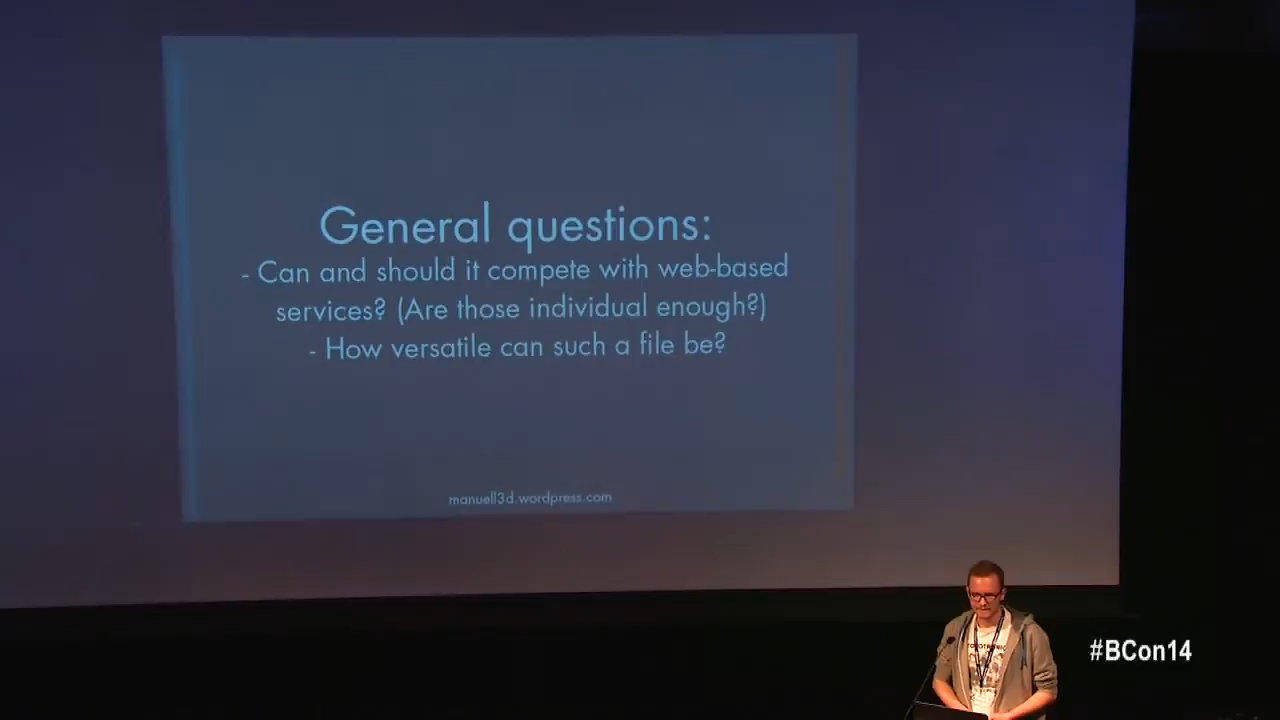 General questions:
- Can and should it compete with web-based
services? (Are those individual enough?)
- How versatile can such a file be?
manuell3d.wordpress.com
#BCon14